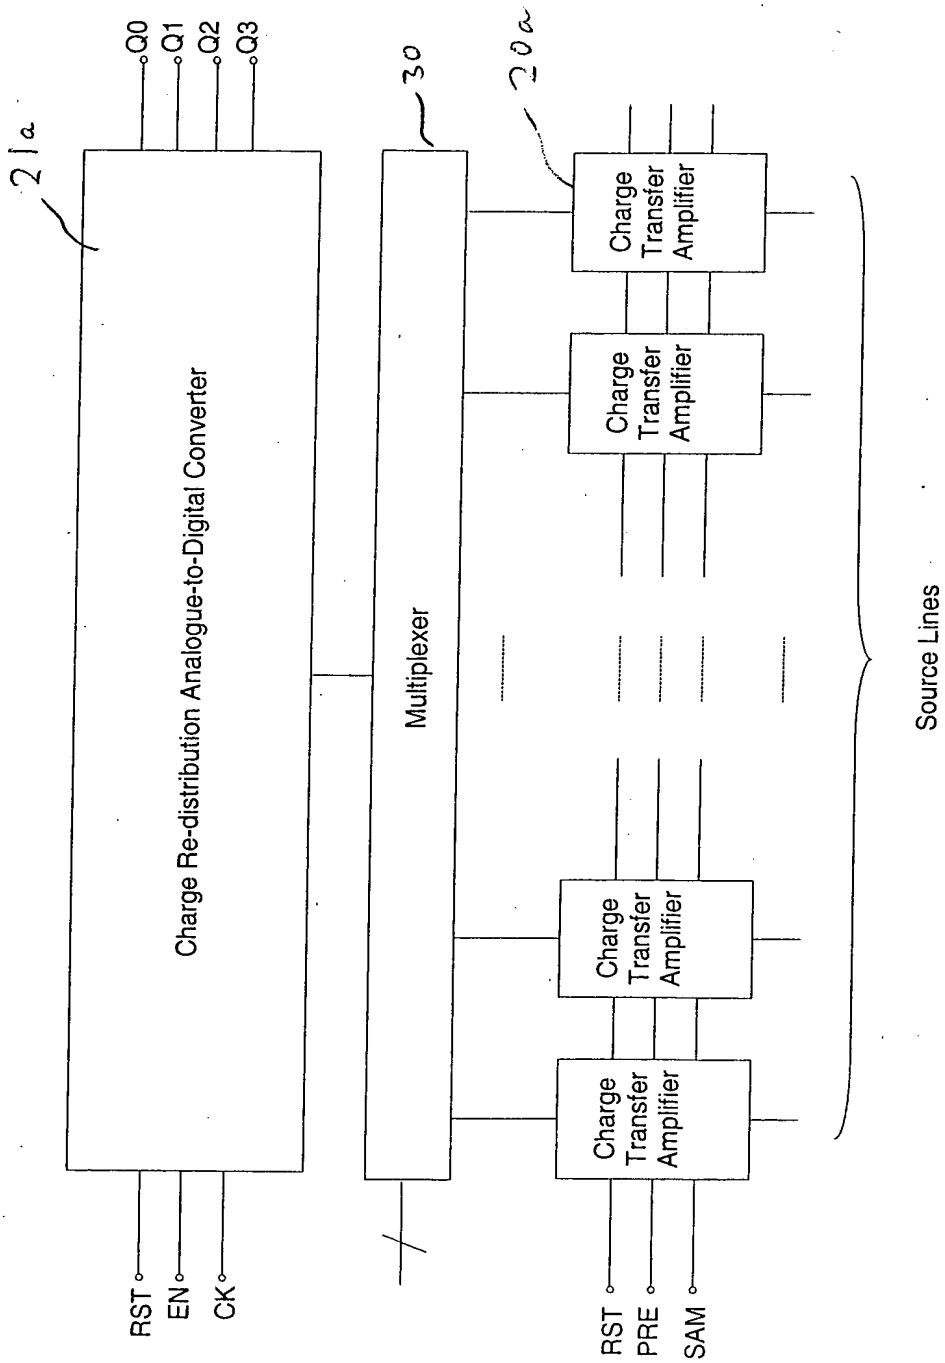 21a
RST
EN
CK
Charge Re-distribution Analogue-to-Digital Converter
Q0
Q1
Q2
Q3
30
Multiplexer
20a
RST
PRE
SAM
Charge
Transfer
Amplifier
Charge
Transfer
Amplifier
Charge
Transfer
Amplifier
Charge
Transfer
Amplifier
Source Lines